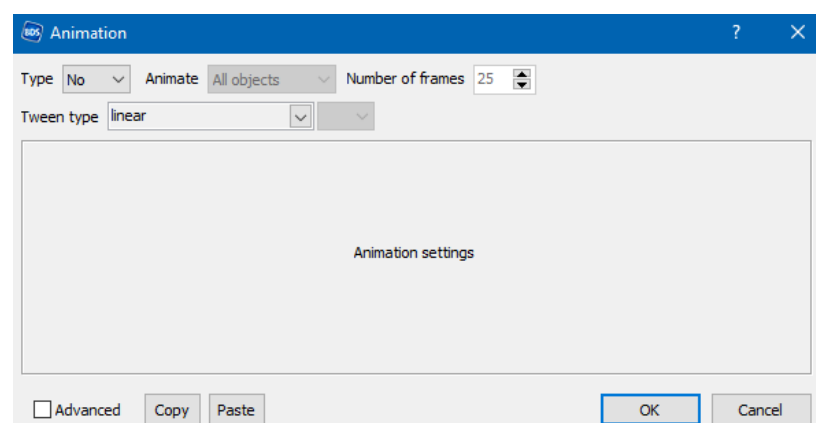 BDS Animation ?
Type No Animate All objects Number of frames 25
Tween type linear
Animation settings
Advanced Copy Paste OK Cancel